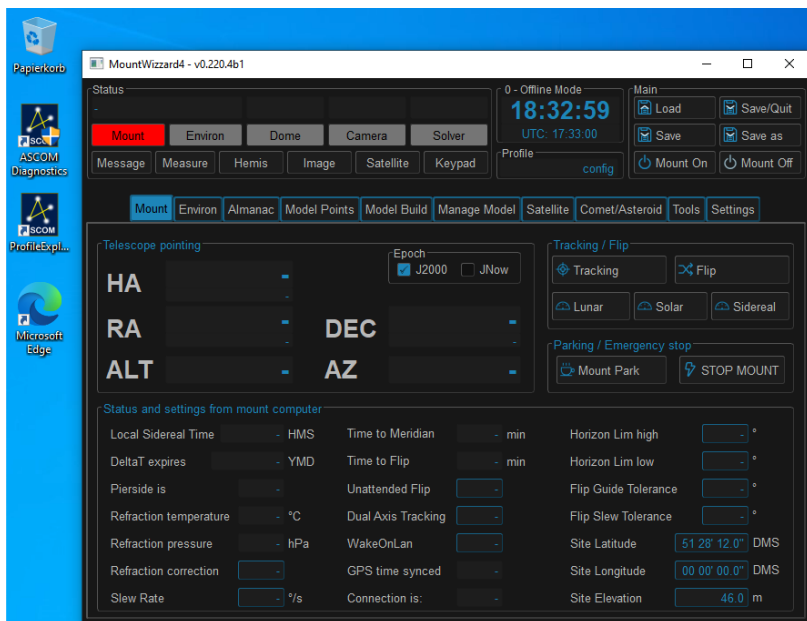 Papierkorb
ASCOM
Diagnostics
SCOM
ProfileExpl...
Microsoft
Edge
MountWizzard4 - v0.220.4b1
Status
-
Mount Environ Dome Camera Solver
Message Measure Hemis Image Satellite Keypad
0 - Offline Mode
18:32:59
UTC: 17:33:00
Profile
config
Main
Load Save/Quit
Save Save as
Mount On Mount Off
Mount Environ Almanac Model Points Model Build Manage Model Satellite Comet/Asteroid Tools Settings
Telescope pointing
Epoch
J2000 JNow
HA -
-
RA - DEC -
- -
ALT - AZ -
Tracking / Flip
Tracking Flip
Lunar Solar Sidereal
Parking / Emergency stop
Mount Park STOP MOUNT
Status and settings from mount computer
Local Sidereal Time - HMS Time to Meridian - min Horizon Lim high - °
DeltaT expires - YMD Time to Flip - min Horizon Lim low - °
Pierside is - Unattended Flip - Flip Guide Tolerance - °
Refraction temperature - °C Dual Axis Tracking - Flip Slew Tolerance - °
Refraction pressure - hPa WakeOnLan - Site Latitude 51 28' 12.0" DMS
Refraction correction - GPS time synced - Site Longitude 00 00' 00.0" DMS
Slew Rate - °/s Connection is: - Site Elevation 46.0 m